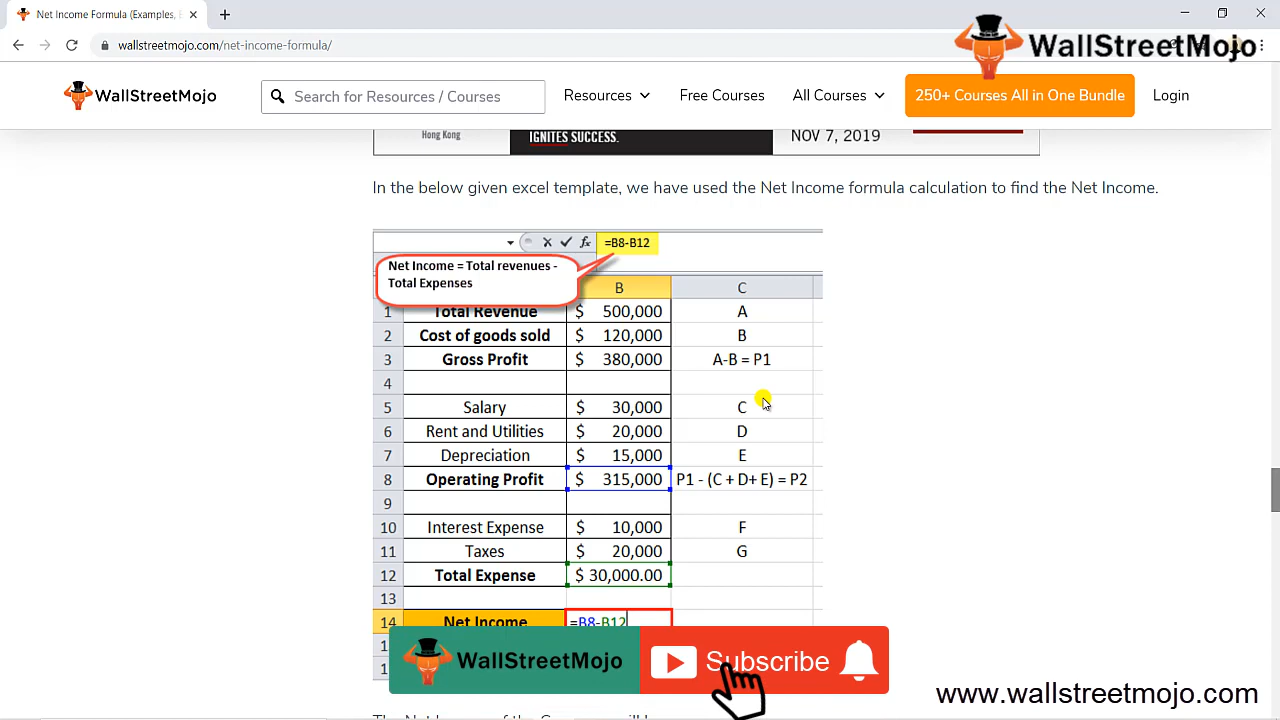 Net Income Formula (Examples, I
wallstreetmojo.com/net-income-formula/
WallStreetMojo
WallStreetMojo
Search for Resources / Courses
Resources
Free Courses
All Courses
250+ Courses All in One Bundle
Login
Hong Kong
IGNITES SUCCESS.
NOV 7, 2019
In the below given excel template, we have used the Net Income formula calculation to find the Net Income.
fx =B8-B12
Net Income = Total revenues -
Total Expenses
B C
1 Total Revenue $ 500,000 A
2 Cost of goods sold $ 120,000 B
3 Gross Profit $ 380,000 A-B = P1
4
5 Salary $ 30,000 C
6 Rent and Utilities $ 20,000 D
7 Depreciation $ 15,000 E
8 Operating Profit $ 315,000 P1 - (C + D+ E) = P2
9
10 Interest Expense $ 10,000 F
11 Taxes $ 20,000 G
12 Total Expense $ 30,000.00
13
14 Net Income =B8-B12
WallStreetMojo
Subscribe
www.wallstreetmojo.com